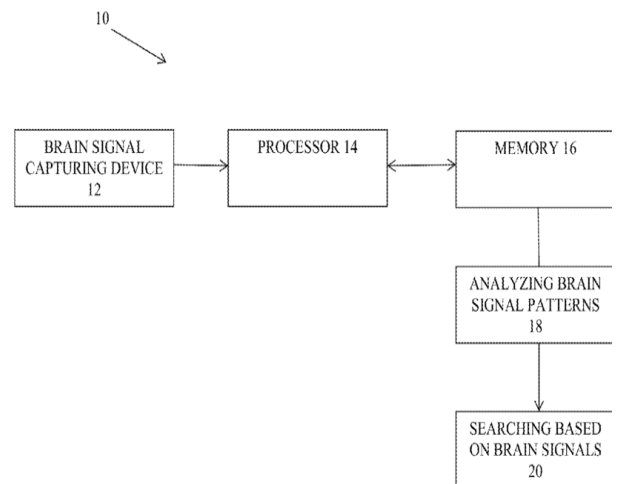 10
BRAIN SIGNAL
CAPTURING DEVICE
12
PROCESSOR 14
MEMORY 16
ANALYZING BRAIN
SIGNAL PATTERNS
18
SEARCHING BASED
ON BRAIN SIGNALS
20